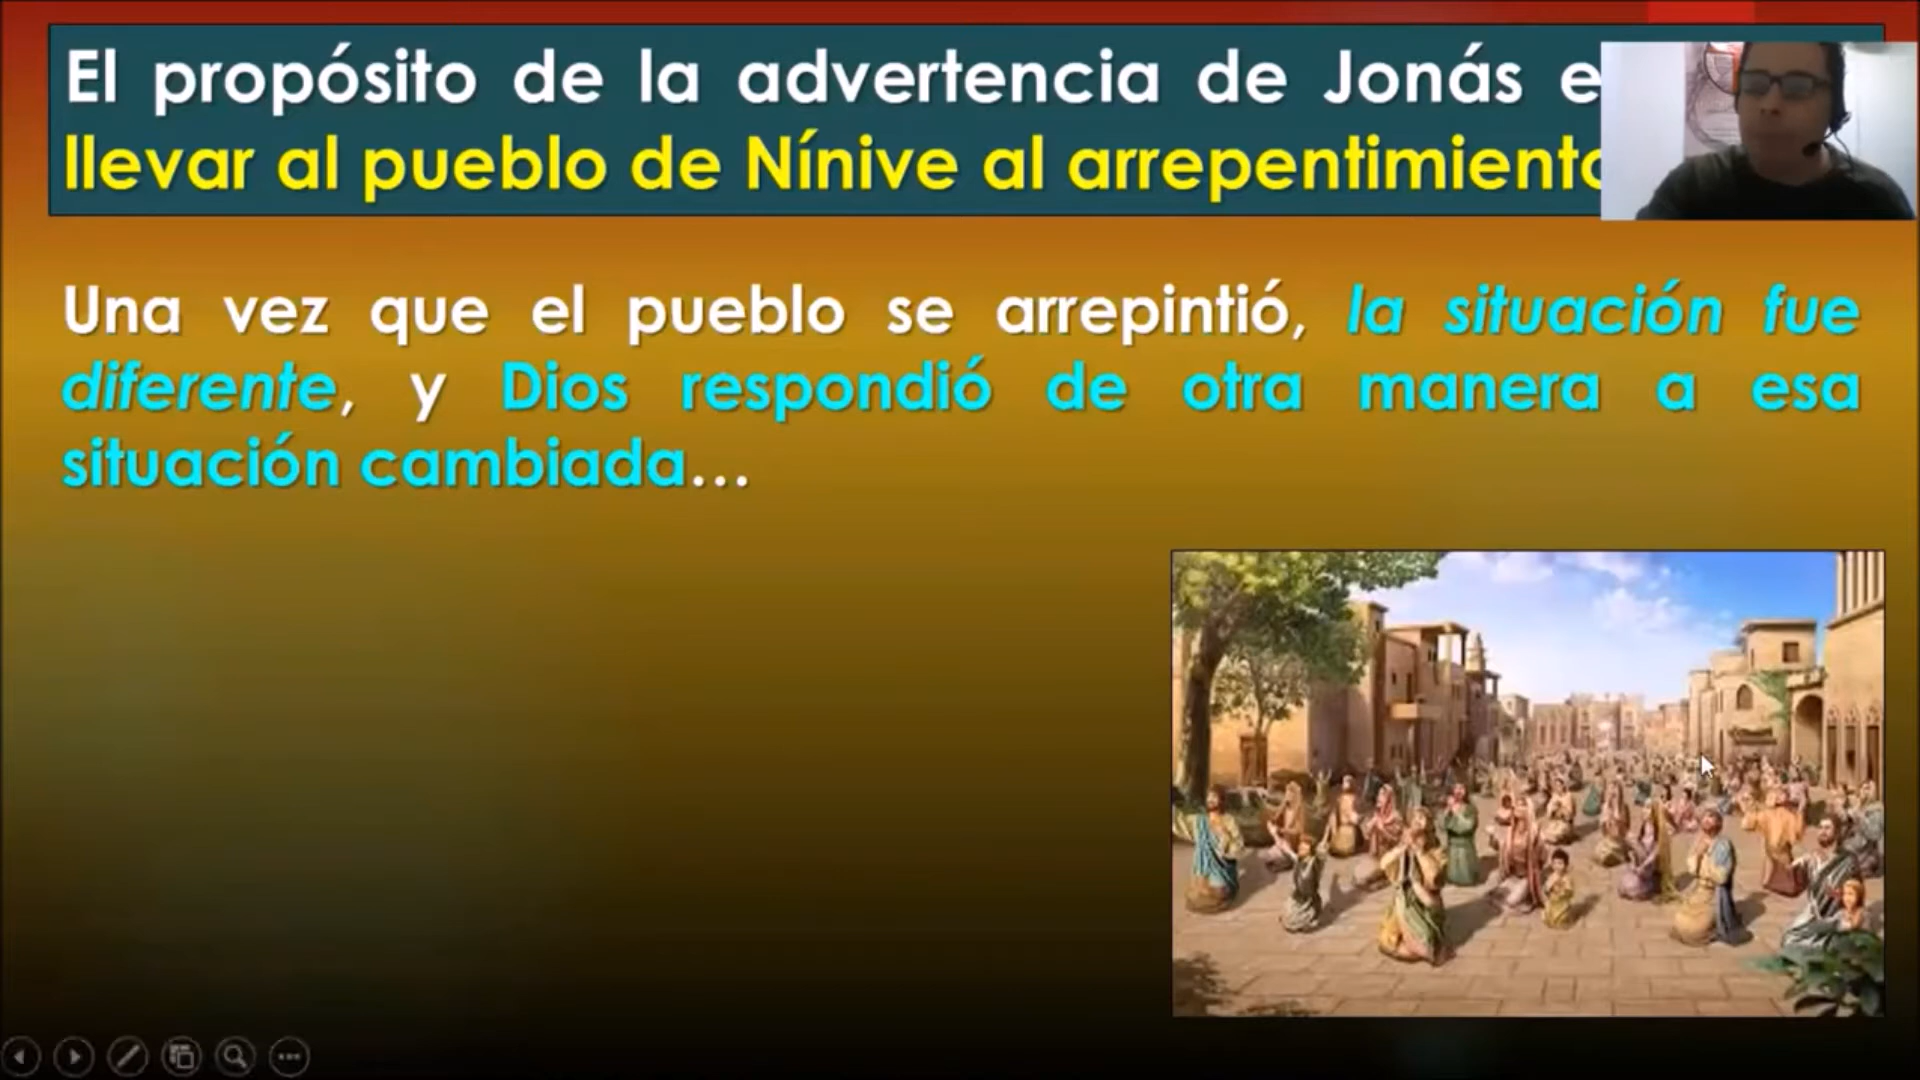 El propósito de la advertencia de Jonás
llevar al pueblo de Nínive al arrepentimiento
Una vez que el pueblo se arrepintió, la situación fue
diferente, y Dios respondió de otra manera a esa
situación cambiada...